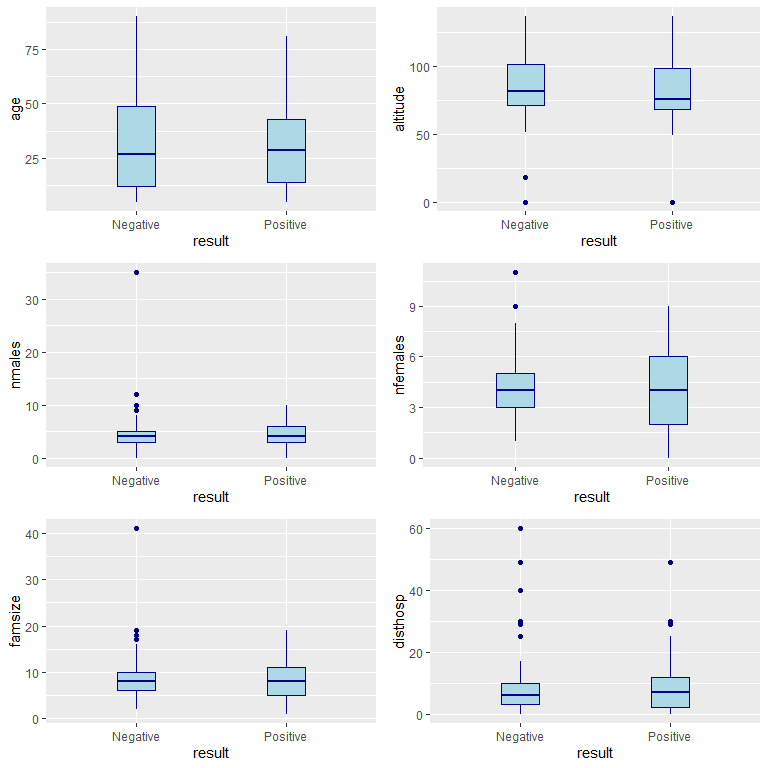 age
75
50
25
Negative Positive
result
altitude
100
50
0
Negative Positive
result
nmales
30
20
10
0
Negative Positive
result
nfemales
9
6
3
0
Negative Positive
result
famsize
40
30
20
10
0
Negative Positive
result
disthosp
60
40
20
0
Negative Positive
result